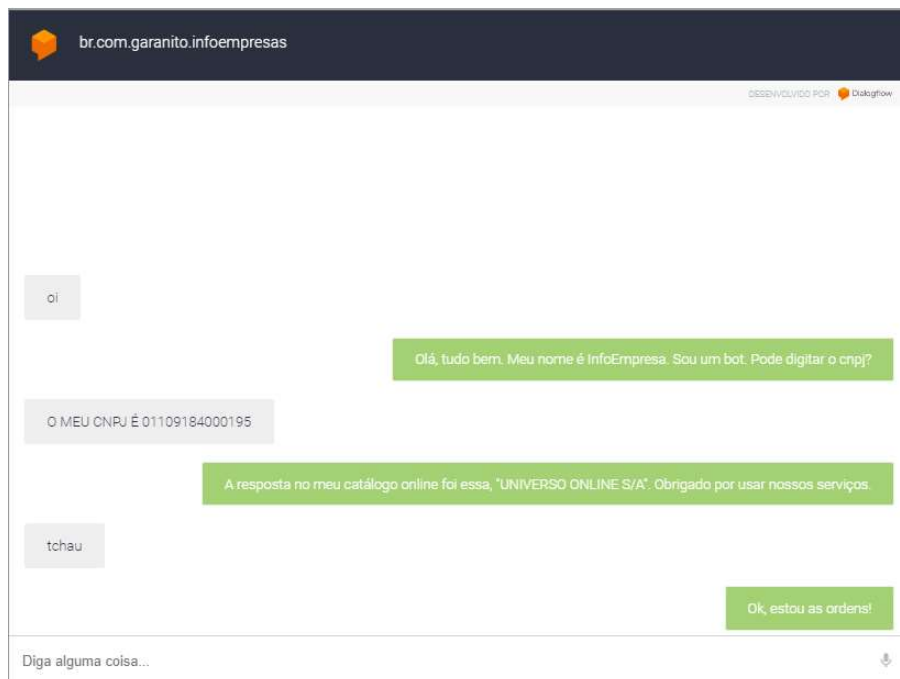 br.com.garanito.infoempresas
DESENVOLVIDO POR Dialogflow
oi
Olá, tudo bem. Meu nome é InfoEmpresa. Sou um bot. Pode digitar o cnpj?
O MEU CNPJ É 01109184000195
A resposta no meu catálogo online foi essa, "UNIVERSO ONLINE S/A". Obrigado por usar nossos serviços.
tchau
Ok, estou as ordens!
Diga alguma coisa...